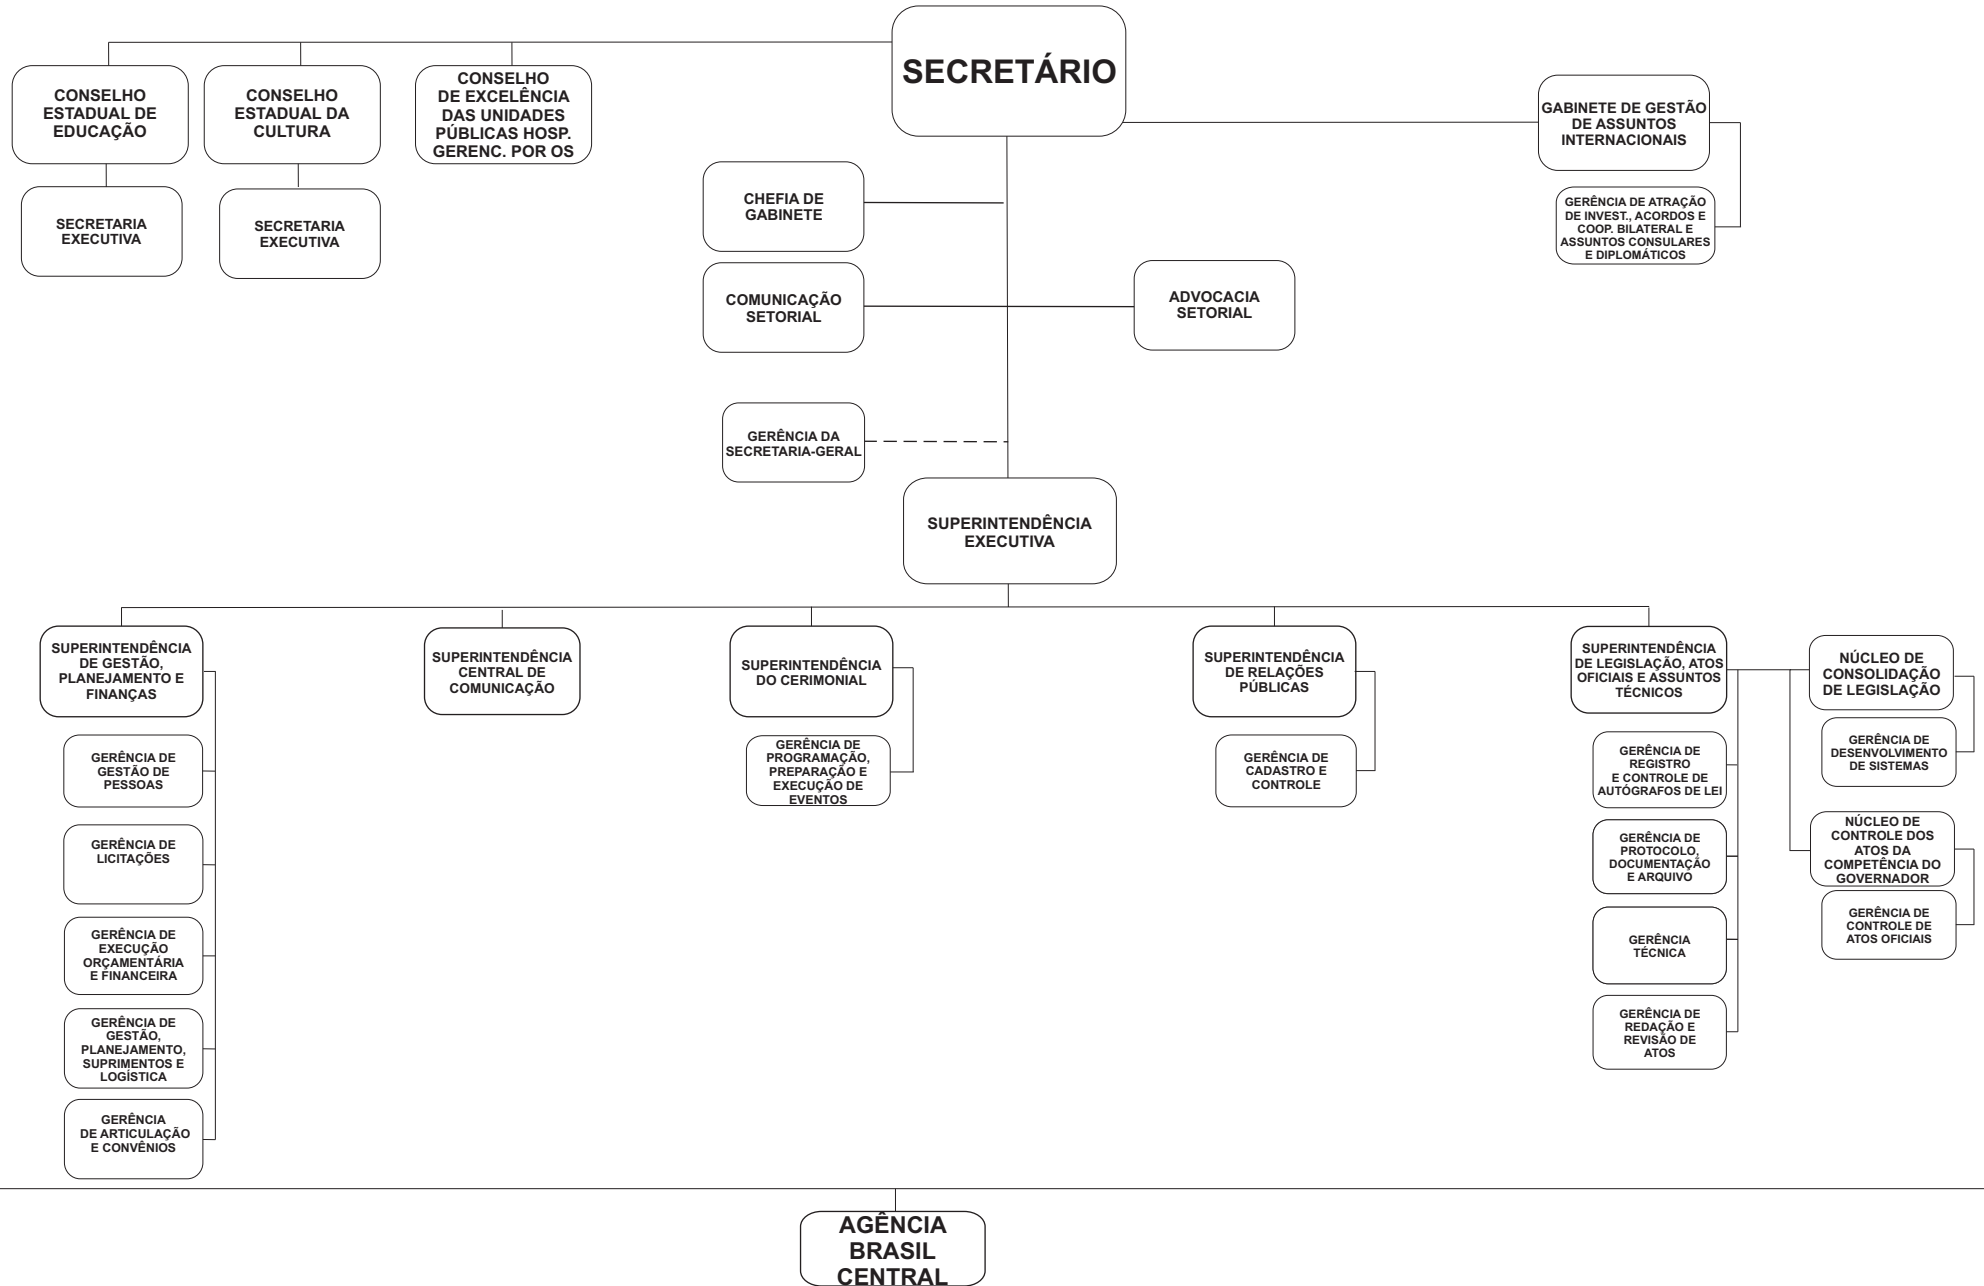 SECRETÁRIO
CONSELHO
ESTADUAL DE
EDUCAÇÃO
CONSELHO
ESTADUAL DA
CULTURA
CONSELHO
DE EXCELÊNCIA
DAS UNIDADES
PÚBLICAS HOSP.
GERENC. POR OS
GABINETE DE GESTÃO
DE ASSUNTOS
INTERNACIONAIS
SECRETARIA
EXECUTIVA
SECRETARIA
EXECUTIVA
CHEFIA DE
GABINETE
GERÊNCIA DE ATRAÇÃO
DE INVEST., ACORDOS E
COOP. BILATERAL E
ASSUNTOS CONSULARES
E DIPLOMÁTICOS
COMUNICAÇÃO
SETORIAL
ADVOCACIA
SETORIAL
GERÊNCIA DA
SECRETARIA-GERAL
SUPERINTENDÊNCIA
EXECUTIVA
SUPERINTENDÊNCIA
DE GESTÃO,
PLANEJAMENTO E
FINANÇAS
SUPERINTENDÊNCIA
CENTRAL DE
COMUNICAÇÃO
SUPERINTENDÊNCIA
DO CERIMONIAL
SUPERINTENDÊNCIA
DE RELAÇÕES
PÚBLICAS
SUPERINTENDÊNCIA
DE LEGISLAÇÃO, ATOS
OFICIAIS E ASSUNTOS
TÉCNICOS
NÚCLEO DE
CONSOLIDAÇÃO
DE LEGISLAÇÃO
GERÊNCIA DE
GESTÃO DE
PESSOAS
GERÊNCIA DE
PROGRAMAÇÃO,
PREPARAÇÃO E
EXECUÇÃO DE
EVENTOS
GERÊNCIA DE
CADASTRO E
CONTROLE
GERÊNCIA DE
REGISTRO
E CONTROLE DE
AUTÓGRAFOS DE LEI
GERÊNCIA DE
DESENVOLVIMENTO
DE SISTEMAS
GERÊNCIA DE
LICITAÇÕES
GERÊNCIA DE
PROTOCOLO,
DOCUMENTAÇÃO
E ARQUIVO
NÚCLEO DE
CONTROLE DOS
ATOS DA
COMPETÊNCIA DO
GOVERNADOR
GERÊNCIA DE
EXECUÇÃO
ORÇAMENTÁRIA
E FINANCEIRA
GERÊNCIA
TÉCNICA
GERÊNCIA DE
CONTROLE DE
ATOS OFICIAIS
GERÊNCIA DE
GESTÃO,
PLANEJAMENTO,
SUPRIMENTOS E
LOGÍSTICA
GERÊNCIA DE
REDAÇÃO E
REVISÃO DE
ATOS
GERÊNCIA
DE ARTICULAÇÃO
E CONVÊNIOS
AGÊNCIA
BRASIL
CENTRAL